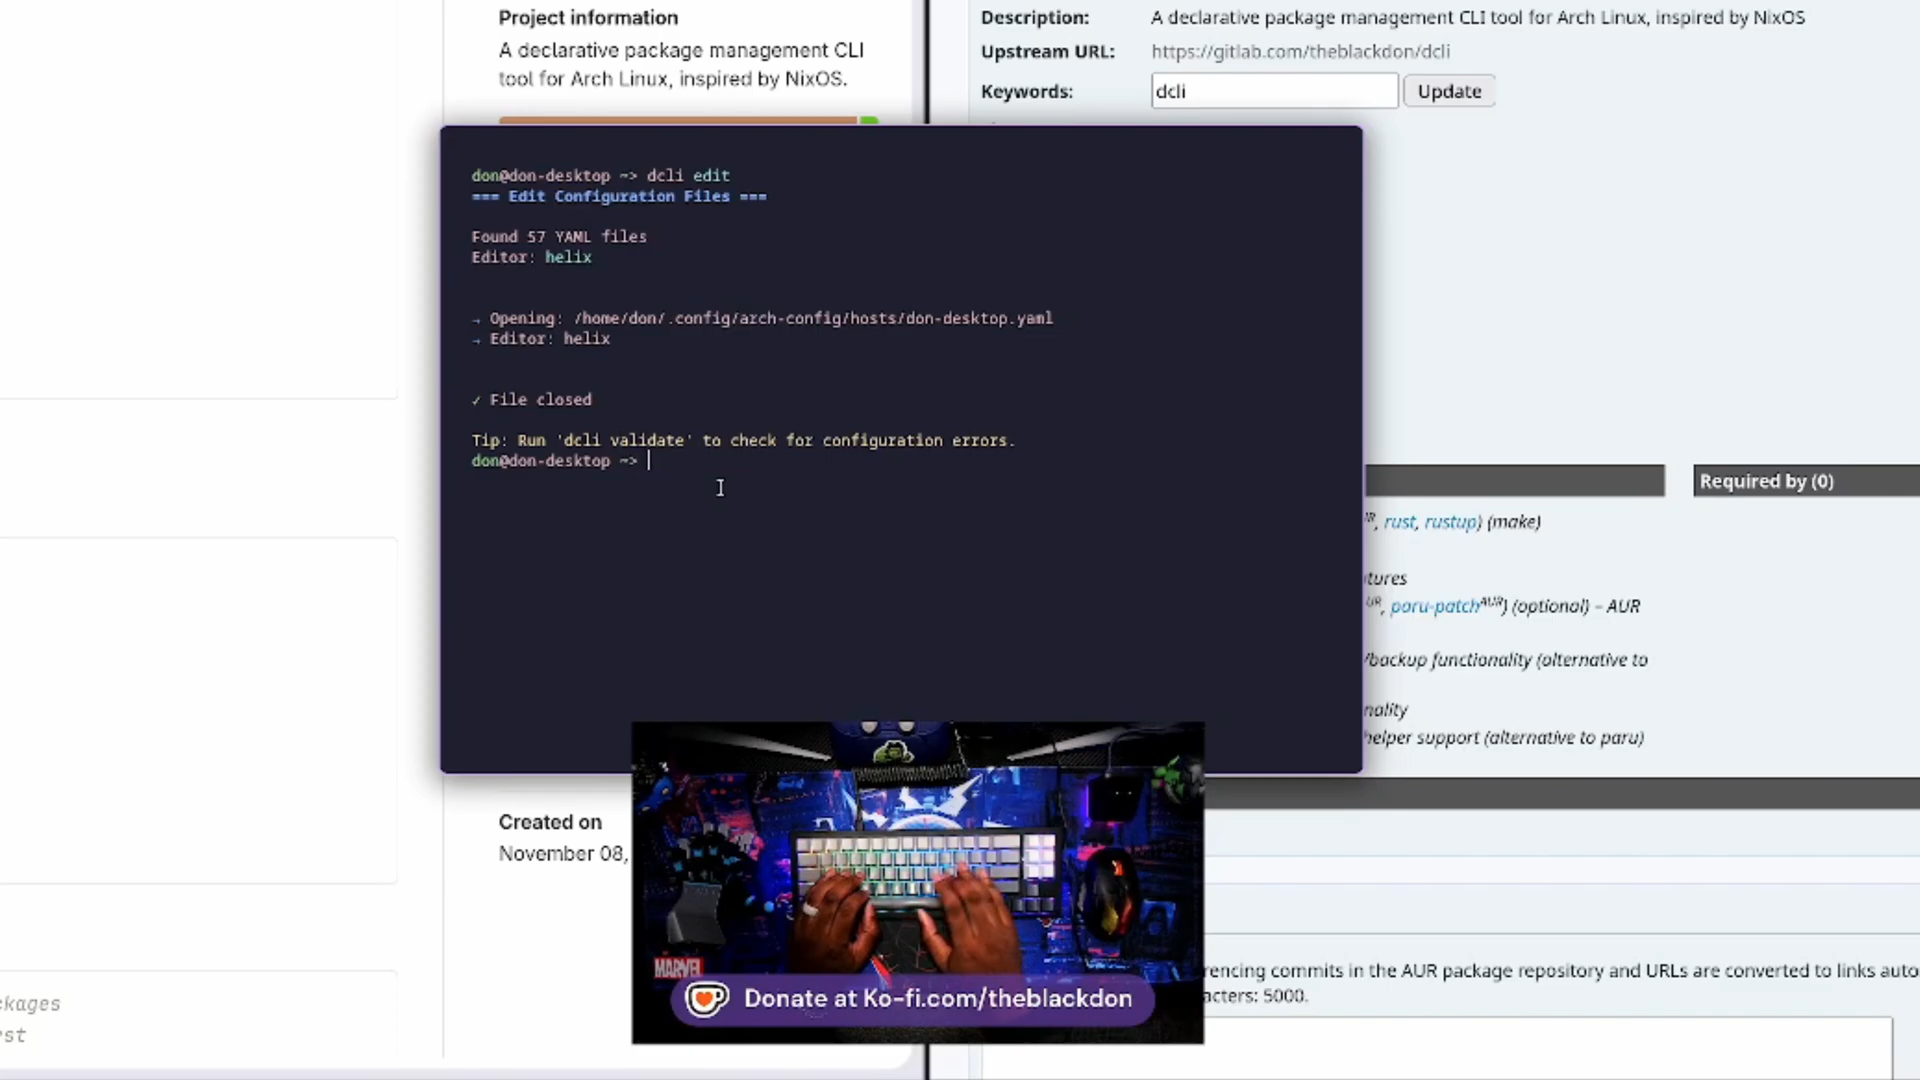 Project information
A declarative package management CLI
tool for Arch Linux, inspired by NixOS.
Description: A declarative package management CLI tool for Arch Linux, inspired by NixOS
Upstream URL: https://gitlab.com/theblackdon/dcli
Keywords: dcli Update
don@don-desktop ~> dcli edit
=== Edit Configuration Files ===
Found 57 YAML files
Editor: helix
→ Opening: /home/don/.config/arch-config/hosts/don-desktop.yaml
→ Editor: helix
✓ File closed
Tip: Run 'dcli validate' to check for configuration errors.
don@don-desktop ~>
Required by (0)
, rust, rustup) (make)
tures
, paru-patchAUR) (optional) – AUR
/backup functionality (alternative to
nality
helper support (alternative to paru)
Created on
November 08,
MARVEL
Donate at Ko-fi.com/theblackdon
rencing commits in the AUR package repository and URLs are converted to links auto
acters: 5000.
ckages